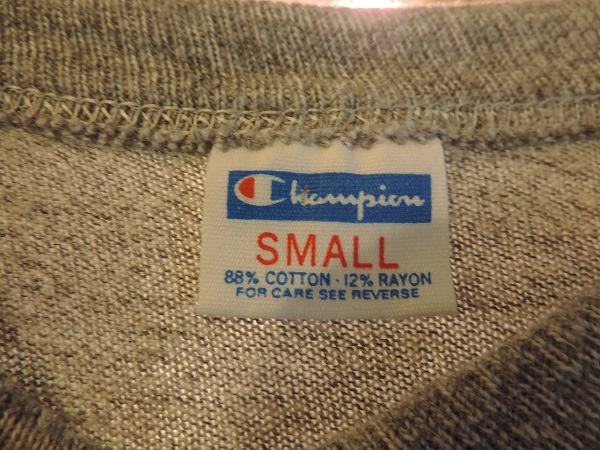 Champion
SMALL
88% COTTON · 12% RAYON
FOR CARE SEE REVERSE